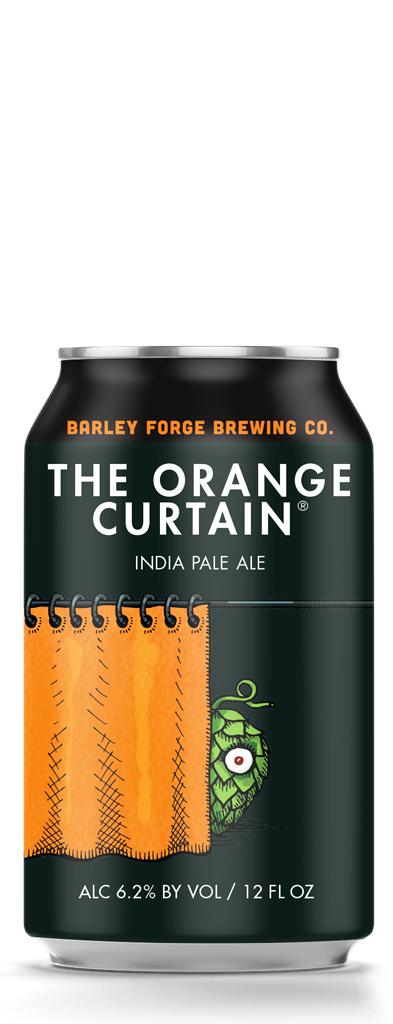 BARLEY FORGE BREWING CO.
THE ORANGE
CURTAIN®
INDIA PALE ALE
ALC 6.2% BY VOL / 12 FL OZ